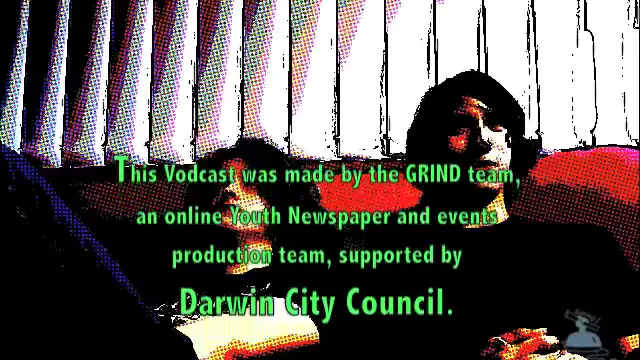 This Vodcast was made by the GRIND team,
an online Youth Newspaper and events
production team, supported by
Darwin City Council.